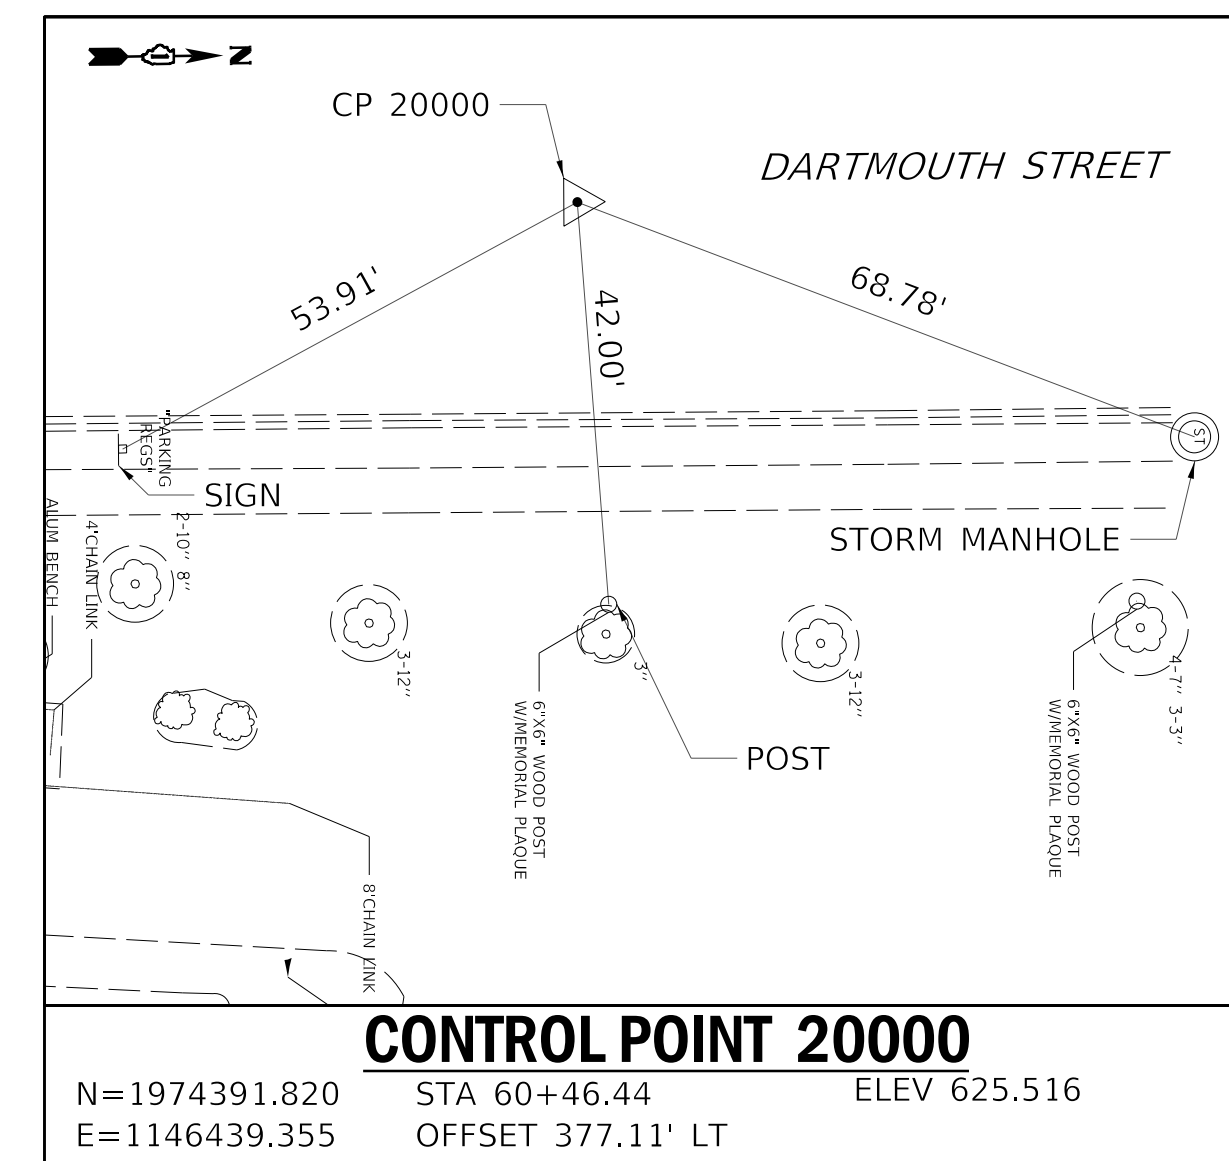 N
CP 20000
DARTMOUTH STREET
53.91'
42.00'
68.78'
"PARKING
REGS"
ST
SIGN
STORM MANHOLE
ALUM BENCH
4'CHAIN LINK
2-10" 8"
3-12"
3"
3-12"
4-7" 3-3"
6"X6" WOOD POST
W/MEMORIAL PLAQUE
POST
6"X6" WOOD POST
W/MEMORIAL PLAQUE
8'CHAIN LINK
CONTROL POINT 20000
N=1974391.820 STA 60+46.44 ELEV 625.516
E=1146439.355 OFFSET 377.11' LT